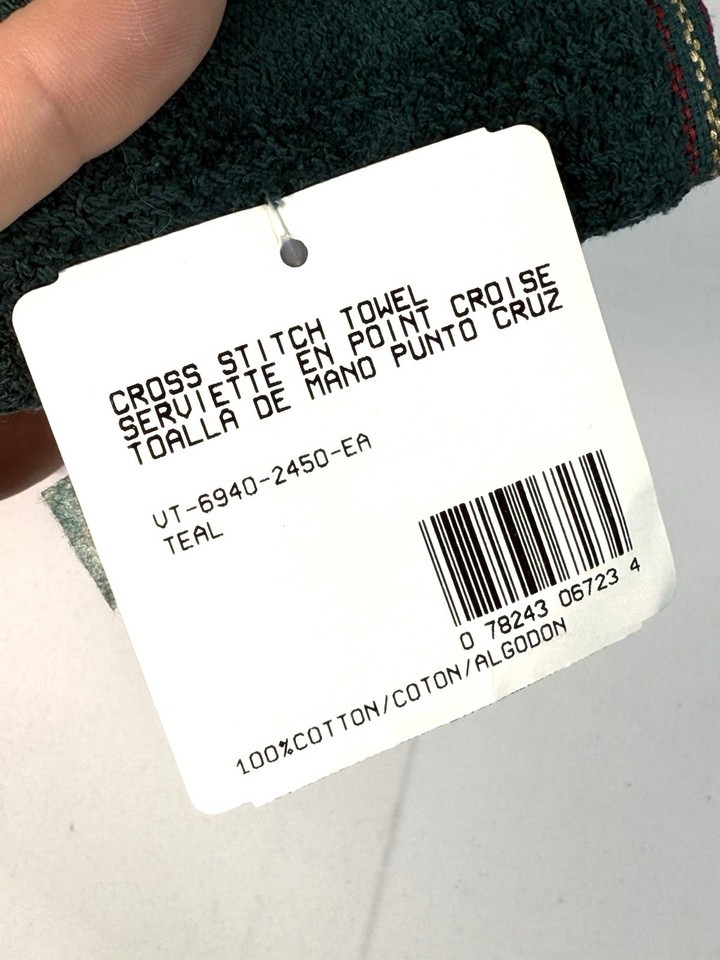 CROSS STITCH TOWEL
SERVIETTE EN POINT CROISE
TOALLA DE MANO PUNTO CRUZ
VT-6940-2450-EA
TEAL
0 78243 06723 4
100%COTTON/COTON/ALGODON